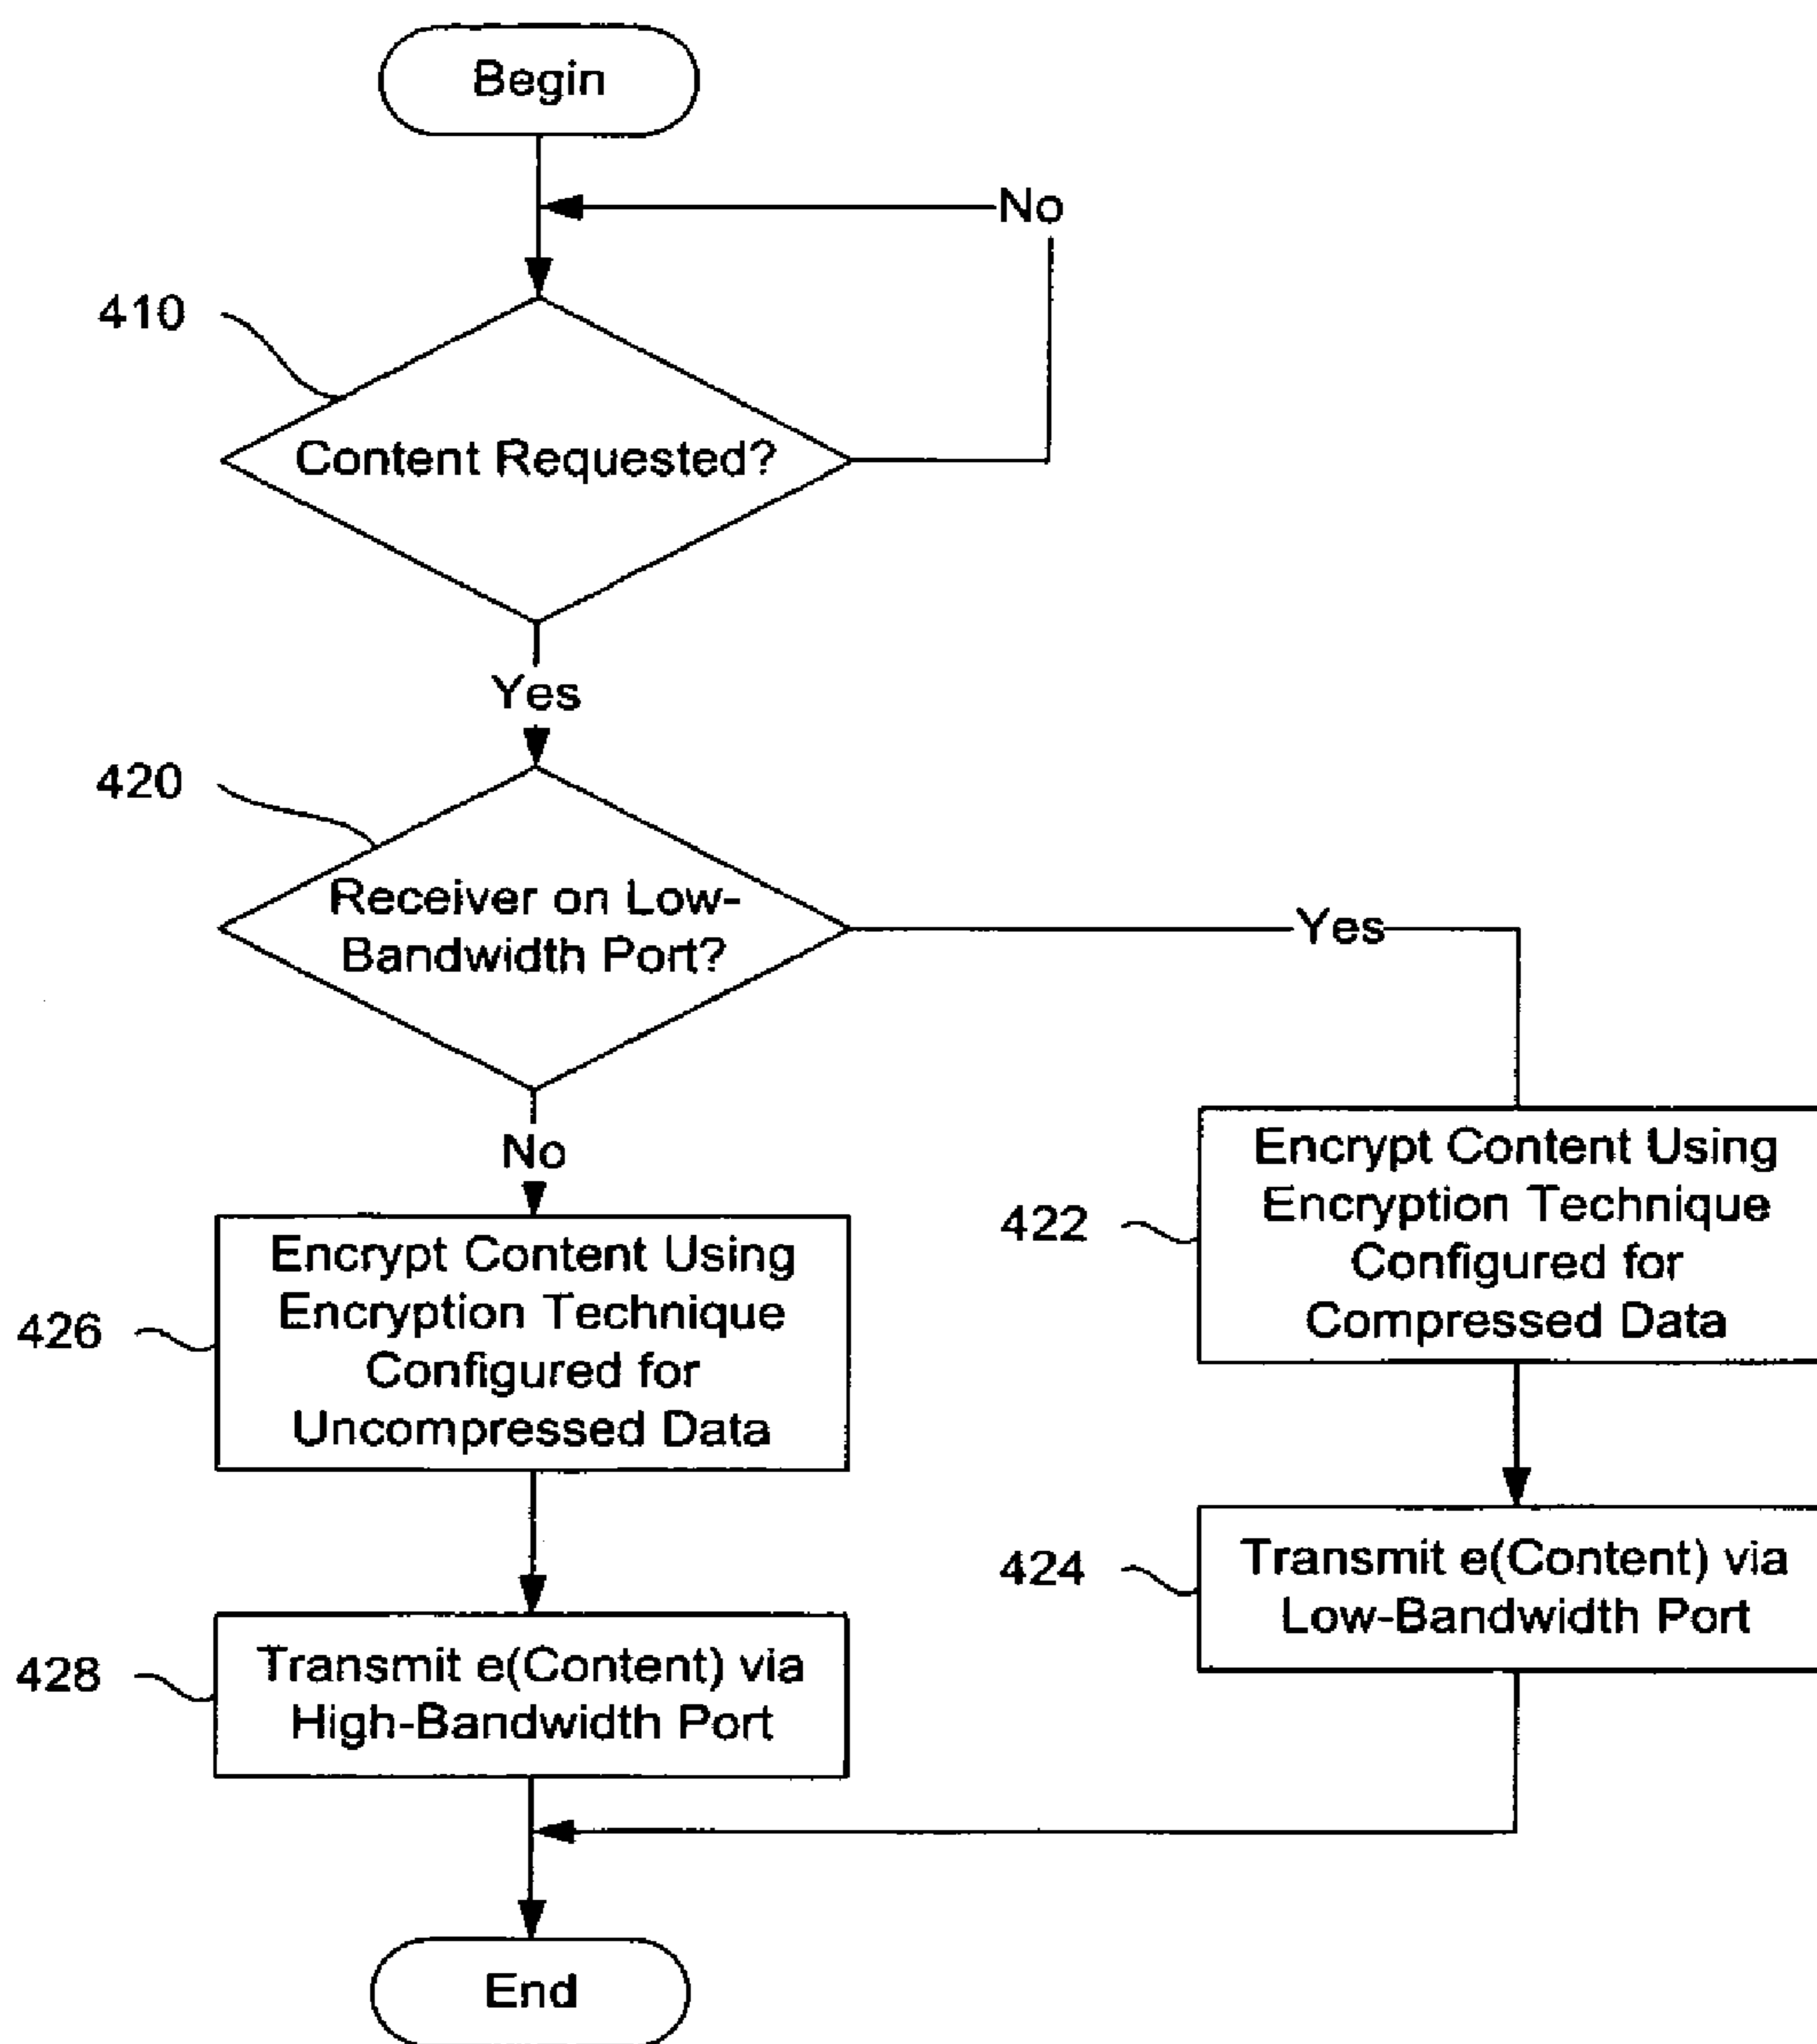 Begin
No
410
Content Requested?
Yes
420
Receiver on Low-
Bandwidth Port?
Yes
No
Encrypt Content Using
Encryption Technique
Configured for
Compressed Data
422
Encrypt Content Using
Encryption Technique
Configured for
Uncompressed Data
426
Transmit e(Content) via
Low-Bandwidth Port
424
Transmit e(Content) via
High-Bandwidth Port
428
End